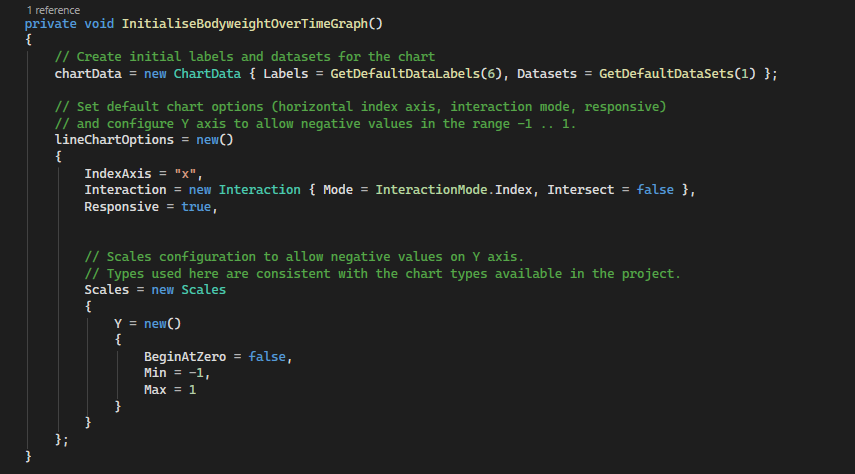 1 reference
private void InitialiseBodyweightOverTimeGraph()
{
// Create initial labels and datasets for the chart
chartData = new ChartData { Labels = GetDefaultDataLabels(6), Datasets = GetDefaultDataSets(1) };
// Set default chart options (horizontal index axis, interaction mode, responsive)
// and configure Y axis to allow negative values in the range -1 .. 1.
lineChartOptions = new()
{
IndexAxis = "x",
Interaction = new Interaction { Mode = InteractionMode.Index, Intersect = false },
Responsive = true,
// Scales configuration to allow negative values on Y axis.
// Types used here are consistent with the chart types available in the project.
Scales = new Scales
{
Y = new()
{
BeginAtZero = false,
Min = -1,
Max = 1
}
}
};
}